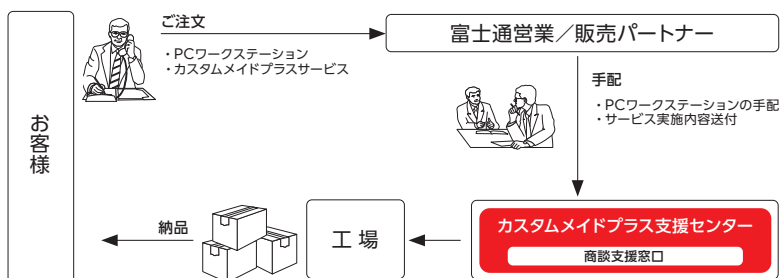 お客様
ご注文
・PCワークステーション
・カスタムメイドプラスサービス
富士通営業／販売パートナー
手配
・PCワークステーションの手配
・サービス実施内容送付
カスタムメイドプラス支援センター
商談支援窓口
工場
納品